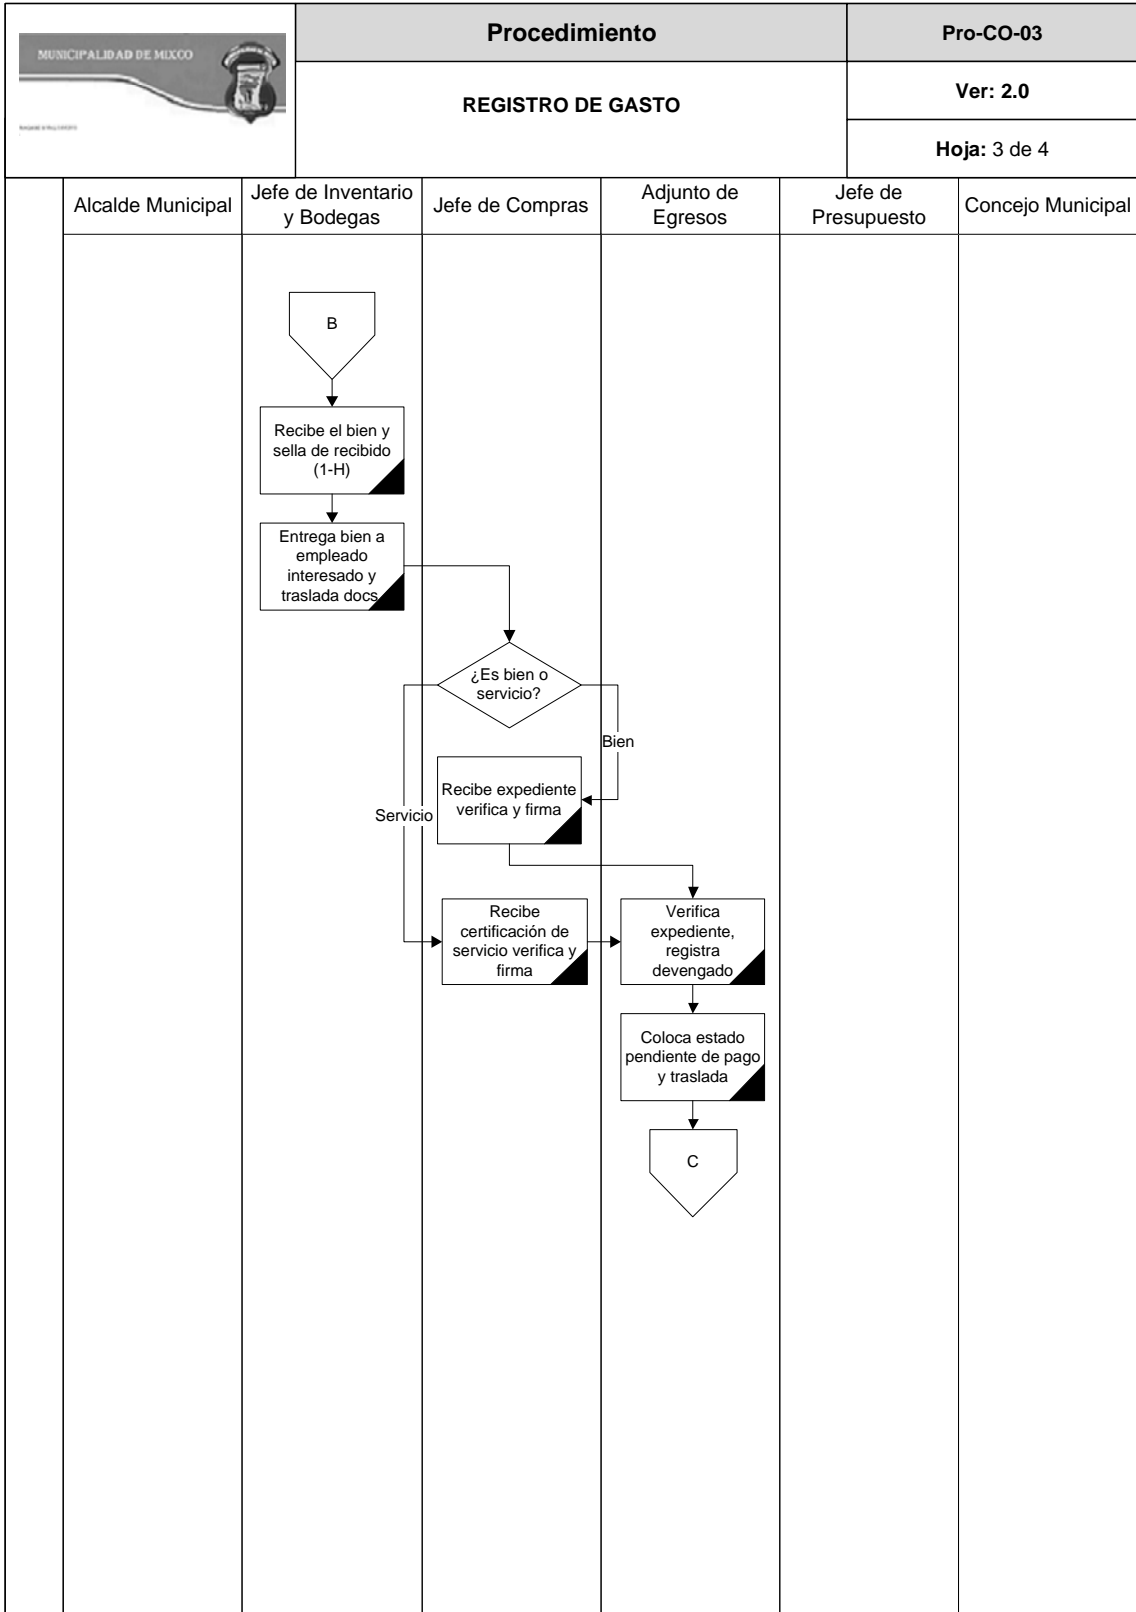 MUNICIPALIDAD DE MIXCO
Procedimiento
Pro-CO-03
REGISTRO DE GASTO
Ver: 2.0
Hoja: 3 de 4
Alcalde Municipal
Jefe de Inventario
y Bodegas
Jefe de Compras
Adjunto de
Egresos
Jefe de
Presupuesto
Concejo Municipal
B
Recibe el bien y
sella de recibido
(1-H)
Entrega bien a
empleado
interesado y
traslada docs
¿Es bien o
servicio?
Bien
Recibe expediente
verifica y firma
Servicio
Recibe
certificación de
servicio verifica y
firma
Verifica
expediente,
registra
devengado
Coloca estado
pendiente de pago
y traslada
C